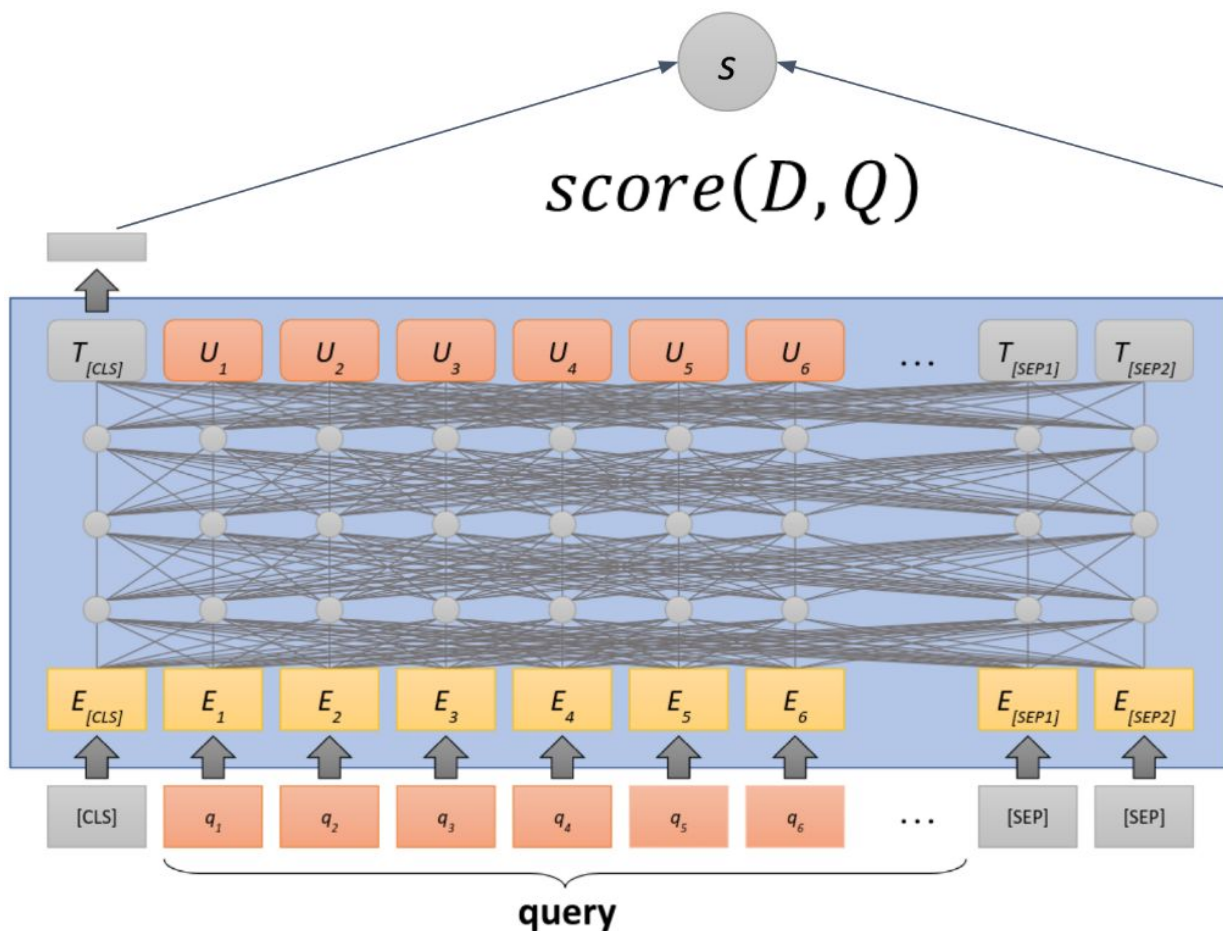 s
score(D, Q)
T[CLS] U1 U2 U3 U4 U5 U6 ... T[SEP1] T[SEP2]
E[CLS] E1 E2 E3 E4 E5 E6 E[SEP1] E[SEP2]
[CLS] q1 q2 q3 q4 q5 q6 ... [SEP] [SEP]
query